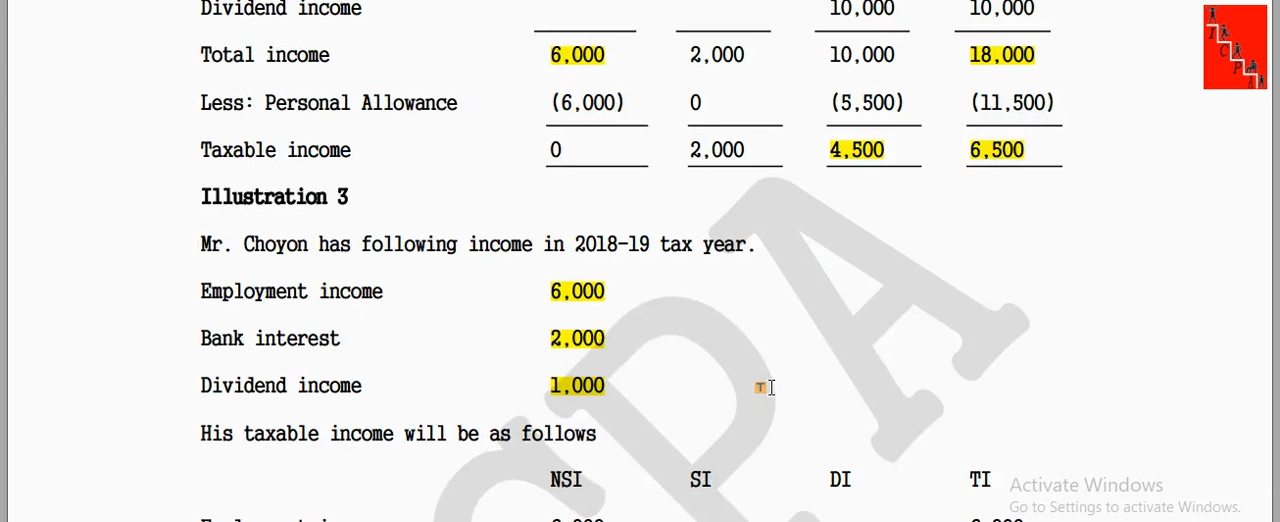 Dividend income 10,000 10,000
Total income 6,000 2,000 10,000 18,000
Less: Personal Allowance (6,000) 0 (5,500) (11,500)
Taxable income 0 2,000 4,500 6,500
Illustration 3
Mr. Choyon has following income in 2018-19 tax year.
Employment income 6,000
Bank interest 2,000
Dividend income 1,000
His taxable income will be as follows
NSI SI DI TI
Activate Windows
Go to Settings to activate Windows.
T
C
P
A